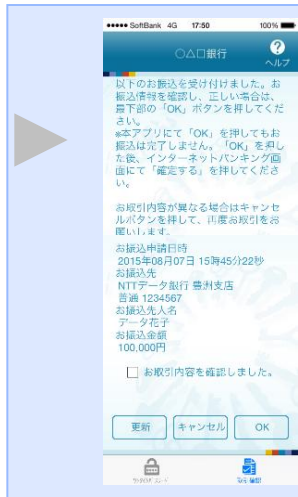 ●●●●● SoftBank 4G 17:50 100%
○△□銀行
?
ヘルプ
以下のお振込を受け付けました。お
振込情報を確認し、正しい場合は、
最下部の「OK」ボタンを押してくだ
さい。
※本アプリにて「OK」を押してもお
振込は完了しません。「OK」を押し
た後、インターネットバンキング画
面にて「確定する」を押してくださ
い。
お取引内容が異なる場合はキャンセ
ルボタンを押して、再度お取引をお
願いします。
お振込申請日時
2015年08月07日 15時45分22秒
お振込先
NTTデータ銀行 豊洲支店
普通 1234567
お振込先人名
データ花子
お振込金額
100,000円
お取引内容を確認しました。
更新 キャンセル OK
取引確認